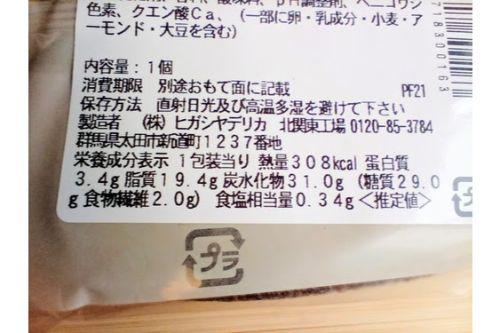 色素、クエン酸Ca、(一部に卵・乳成分・小麦・ア
ーモンド・大豆を含む)
内容量:1個
消費期限 別途おもて面に記載 PF21
保存方法 直射日光及び高温多湿を避けて下さい
製造者 (株)ヒガシヤデリカ 北関東工場 0120-85-3784
群馬県太田市新道町1237番地
栄養成分表示 1包装当り 熱量308kcal 蛋白質
3.4g 脂質19.4g 炭水化物31.0g (糖質29.0
g 食物繊維2.0g) 食塩相当量0.34g <推定値>
718300163
プラ